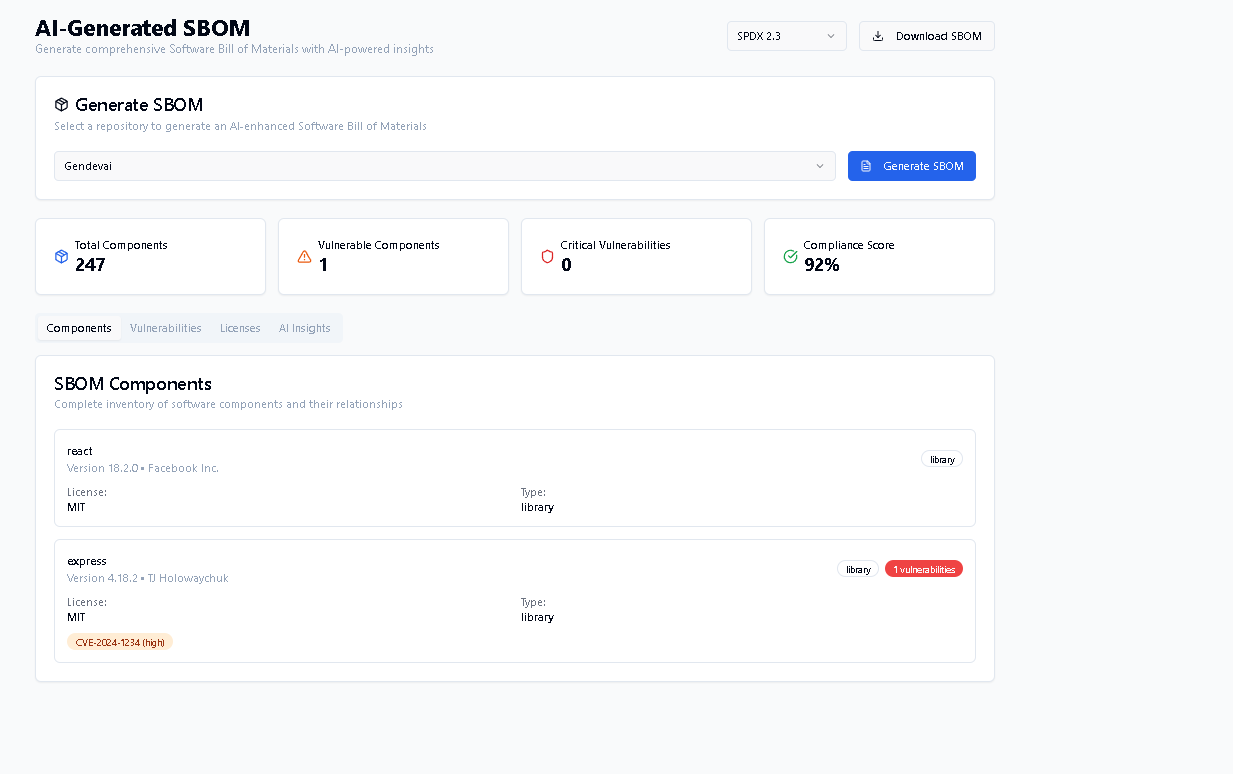 AI-Generated SBOM
Generate comprehensive Software Bill of Materials with AI-powered insights
SPDX 2.3
Download SBOM
Generate SBOM
Select a repository to generate an AI-enhanced Software Bill of Materials
Gendevai
Generate SBOM
Total Components
247
Vulnerable Components
1
Critical Vulnerabilities
0
Compliance Score
92%
Components
Vulnerabilities
Licenses
AI Insights
SBOM Components
Complete inventory of software components and their relationships
react
Version 18.2.0 • Facebook Inc.
library
License:
MIT
Type:
library
express
Version 4.18.2 • TJ Holowaychuk
library
1 vulnerabilities
License:
MIT
Type:
library
CVE-2024-1234 (high)